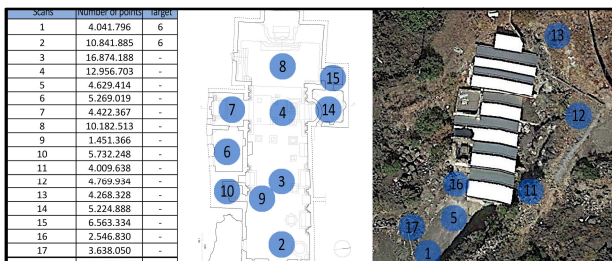 Scans Number of points Target
1 4.041.796 6
2 10.841.885 6
3 16.874.188 -
4 12.956.703 -
5 4.629.414 -
6 5.269.019 -
7 4.422.367 -
8 10.182.513 -
9 1.451.366 -
10 5.732.248 -
11 4.009.638 -
12 4.769.934 -
13 4.268.328 -
14 5.224.888 -
15 6.563.334 -
16 2.546.830 -
17 3.638.050 -
8
15
7
4
14
6
10
3
9
2
13
12
16
11
5
17
1